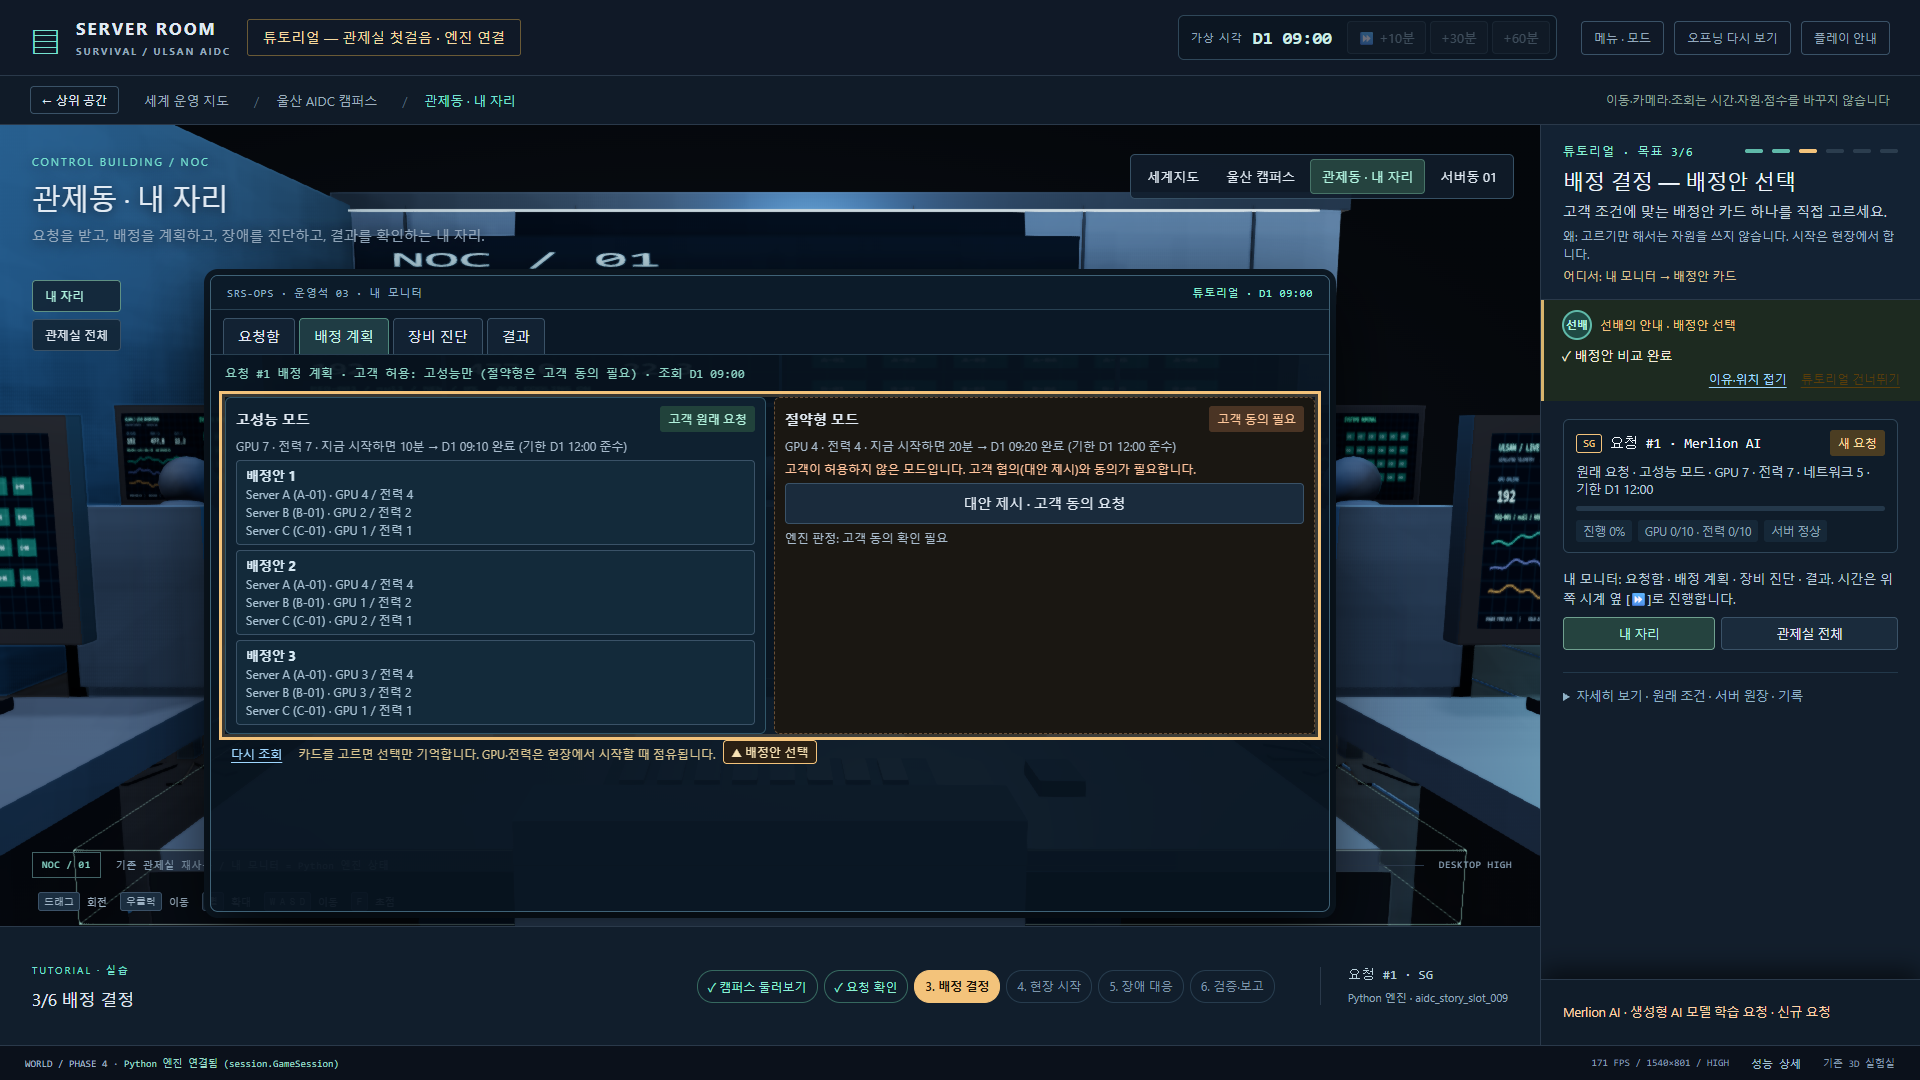 SERVER ROOM
SURVIVAL / ULSAN AIDC
튜토리얼 — 관제실 첫걸음 · 엔진 연결
가상 시각 D1 09:00 ⏩ +10분 +30분 +60분
메뉴 · 모드 오프닝 다시 보기 플레이 안내
← 상위 공간 세계 운영 지도 / 울산 AIDC 캠퍼스 / 관제동 · 내 자리
이동·카메라·조회는 시간·자원·점수를 바꾸지 않습니다
CONTROL BUILDING / NOC
관제동 · 내 자리
요청을 받고, 배정을 계획하고, 장애를 진단하고, 결과를 확인하는 내 자리.
세계지도 울산 캠퍼스 관제동 · 내 자리 서버동 01
내 자리
관제실 전체
NOC / 01
SRS-OPS · 운영석 03 · 내 모니터
튜토리얼 · D1 09:00
요청함 배정 계획 장비 진단 결과
요청 #1 배정 계획 · 고객 허용: 고성능만 (절약형은 고객 동의 필요) · 조회 D1 09:00
고성능 모드 고객 원래 요청
GPU 7 · 전력 7 · 지금 시작하면 10분 → D1 09:10 완료 (기한 D1 12:00 준수)
배정안 1
Server A (A-01) · GPU 4 / 전력 4
Server B (B-01) · GPU 2 / 전력 2
Server C (C-01) · GPU 1 / 전력 1
배정안 2
Server A (A-01) · GPU 4 / 전력 4
Server B (B-01) · GPU 1 / 전력 2
Server C (C-01) · GPU 2 / 전력 1
배정안 3
Server A (A-01) · GPU 3 / 전력 4
Server B (B-01) · GPU 3 / 전력 2
Server C (C-01) · GPU 1 / 전력 1
절약형 모드 고객 동의 필요
GPU 4 · 전력 4 · 지금 시작하면 20분 → D1 09:20 완료 (기한 D1 12:00 준수)
고객이 허용하지 않은 모드입니다. 고객 협의(대안 제시)와 동의가 필요합니다.
대안 제시 · 고객 동의 요청
엔진 판정: 고객 동의 확인 필요
다시 조회 카드를 고르면 선택만 기억합니다. GPU·전력은 현장에서 시작할 때 점유됩니다. ▲ 배정안 선택
NOC / 01 기존 관제실 재사
DESKTOP HIGH
드래그 회전 우클릭 이동
튜토리얼 · 목표 3/6
배정 결정 — 배정안 선택
고객 조건에 맞는 배정안 카드 하나를 직접 고르세요.
왜: 고르기만 해서는 자원을 쓰지 않습니다. 시작은 현장에서 합
니다.
어디서: 내 모니터 → 배정안 카드
선배 선배의 안내 · 배정안 선택
✓ 배정안 비교 완료
이유·위치 접기 튜토리얼 건너뛰기
SG 요청 #1 · Merlion AI 새 요청
원래 요청 · 고성능 모드 · GPU 7 · 전력 7 · 네트워크 5 ·
기한 D1 12:00
진행 0% GPU 0/10 · 전력 0/10 서버 정상
내 모니터: 요청함 · 배정 계획 · 장비 진단 · 결과. 시간은 위
쪽 시계 옆 [⏩]로 진행합니다.
내 자리 관제실 전체
▶ 자세히 보기 · 원래 조건 · 서버 원장 · 기록
Merlion AI · 생성형 AI 모델 학습 요청 · 신규 요청
TUTORIAL · 실습
3/6 배정 결정
✓ 캠퍼스 둘러보기 ✓ 요청 확인 3. 배정 결정 4. 현장 시작 5. 장애 대응 6. 검증·보고
요청 #1 · SG
Python 엔진 · aidc_story_slot_009
WORLD / PHASE 4 · Python 엔진 연결됨 (session.GameSession)
171 FPS / 1540×801 / HIGH 성능 상세 기존 3D 실험실